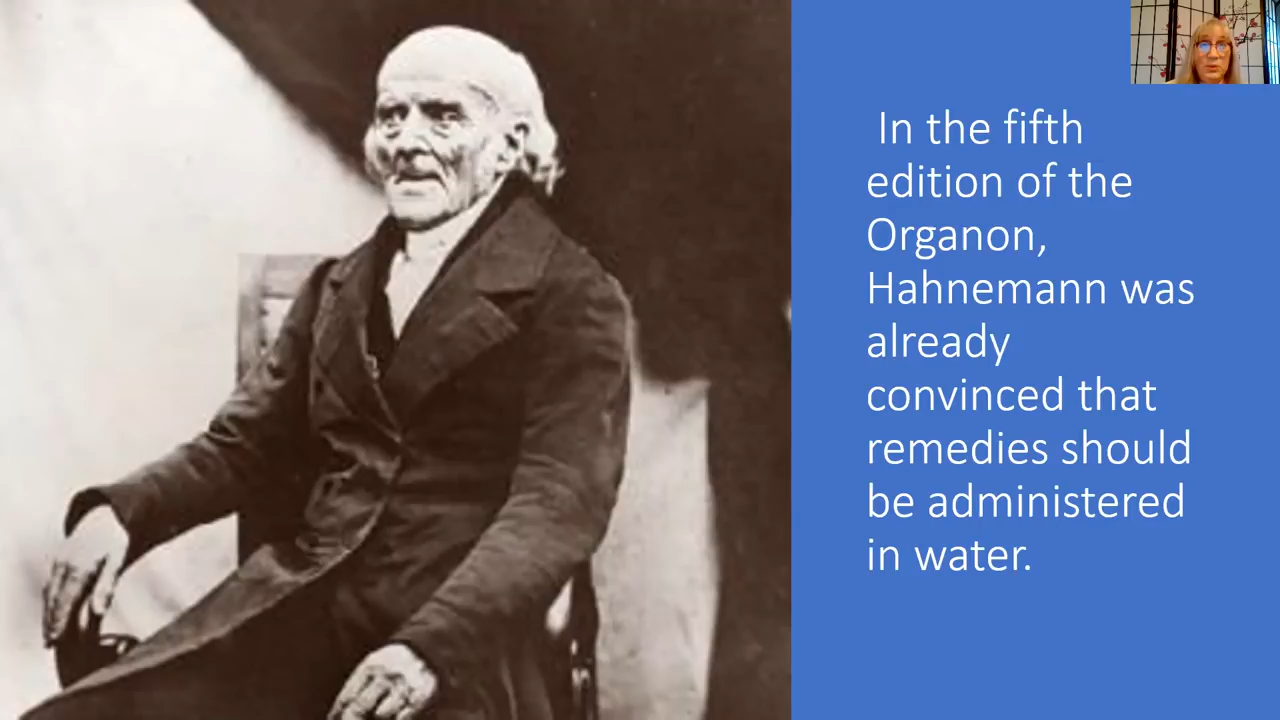 In the fifth
edition of the
Organon,
Hahnemann was
already
convinced that
remedies should
be administered
in water.